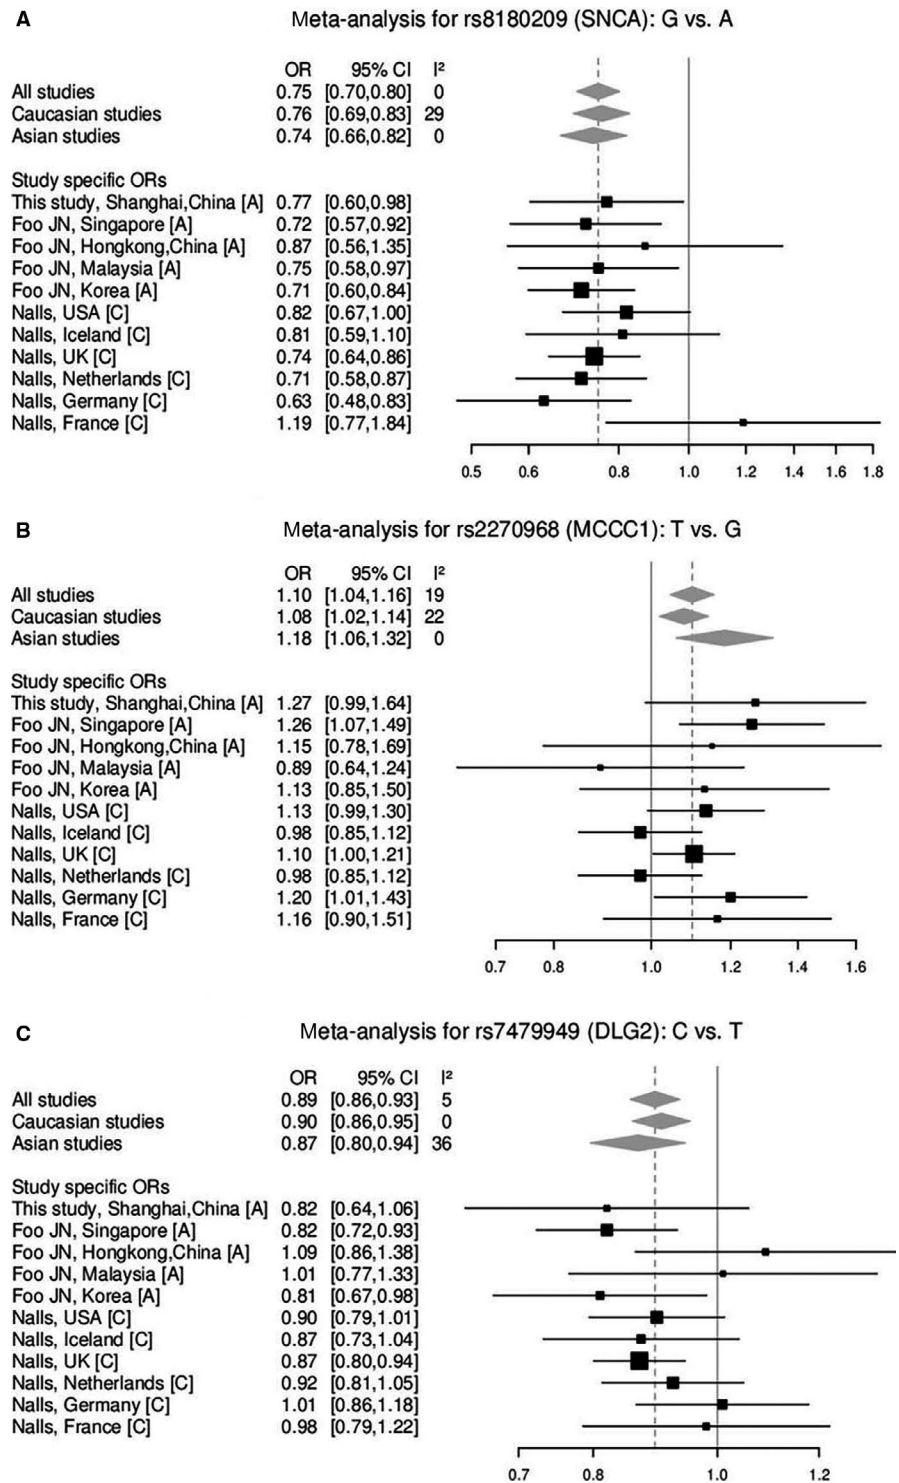 A
Meta-analysis for rs8180209 (SNCA): G vs. A
OR 95% CI I²
All studies 0.75 [0.70,0.80] 0
Caucasian studies 0.76 [0.69,0.83] 29
Asian studies 0.74 [0.66,0.82] 0
Study specific ORs
This study, Shanghai,China [A] 0.77 [0.60,0.98]
Foo JN, Singapore [A] 0.72 [0.57,0.92]
Foo JN, Hongkong,China [A] 0.87 [0.56,1.35]
Foo JN, Malaysia [A] 0.75 [0.58,0.97]
Foo JN, Korea [A] 0.71 [0.60,0.84]
Nalls, USA [C] 0.82 [0.67,1.00]
Nalls, Iceland [C] 0.81 [0.59,1.10]
Nalls, UK [C] 0.74 [0.64,0.86]
Nalls, Netherlands [C] 0.71 [0.58,0.87]
Nalls, Germany [C] 0.63 [0.48,0.83]
Nalls, France [C] 1.19 [0.77,1.84]
0.5 0.6 0.8 1.0 1.2 1.4 1.6 1.8
B
Meta-analysis for rs2270968 (MCCC1): T vs. G
OR 95% CI I²
All studies 1.10 [1.04,1.16] 19
Caucasian studies 1.08 [1.02,1.14] 22
Asian studies 1.18 [1.06,1.32] 0
Study specific ORs
This study, Shanghai,China [A] 1.27 [0.99,1.64]
Foo JN, Singapore [A] 1.26 [1.07,1.49]
Foo JN, Hongkong,China [A] 1.15 [0.78,1.69]
Foo JN, Malaysia [A] 0.89 [0.64,1.24]
Foo JN, Korea [A] 1.13 [0.85,1.50]
Nalls, USA [C] 1.13 [0.99,1.30]
Nalls, Iceland [C] 0.98 [0.85,1.12]
Nalls, UK [C] 1.10 [1.00,1.21]
Nalls, Netherlands [C] 0.98 [0.85,1.12]
Nalls, Germany [C] 1.20 [1.01,1.43]
Nalls, France [C] 1.16 [0.90,1.51]
0.7 0.8 1.0 1.2 1.4 1.6
C
Meta-analysis for rs7479949 (DLG2): C vs. T
OR 95% CI I²
All studies 0.89 [0.86,0.93] 5
Caucasian studies 0.90 [0.86,0.95] 0
Asian studies 0.87 [0.80,0.94] 36
Study specific ORs
This study, Shanghai,China [A] 0.82 [0.64,1.06]
Foo JN, Singapore [A] 0.82 [0.72,0.93]
Foo JN, Hongkong,China [A] 1.09 [0.86,1.38]
Foo JN, Malaysia [A] 1.01 [0.77,1.33]
Foo JN, Korea [A] 0.81 [0.67,0.98]
Nalls, USA [C] 0.90 [0.79,1.01]
Nalls, Iceland [C] 0.87 [0.73,1.04]
Nalls, UK [C] 0.87 [0.80,0.94]
Nalls, Netherlands [C] 0.92 [0.81,1.05]
Nalls, Germany [C] 1.01 [0.86,1.18]
Nalls, France [C] 0.98 [0.79,1.22]
0.7 0.8 1.0 1.2